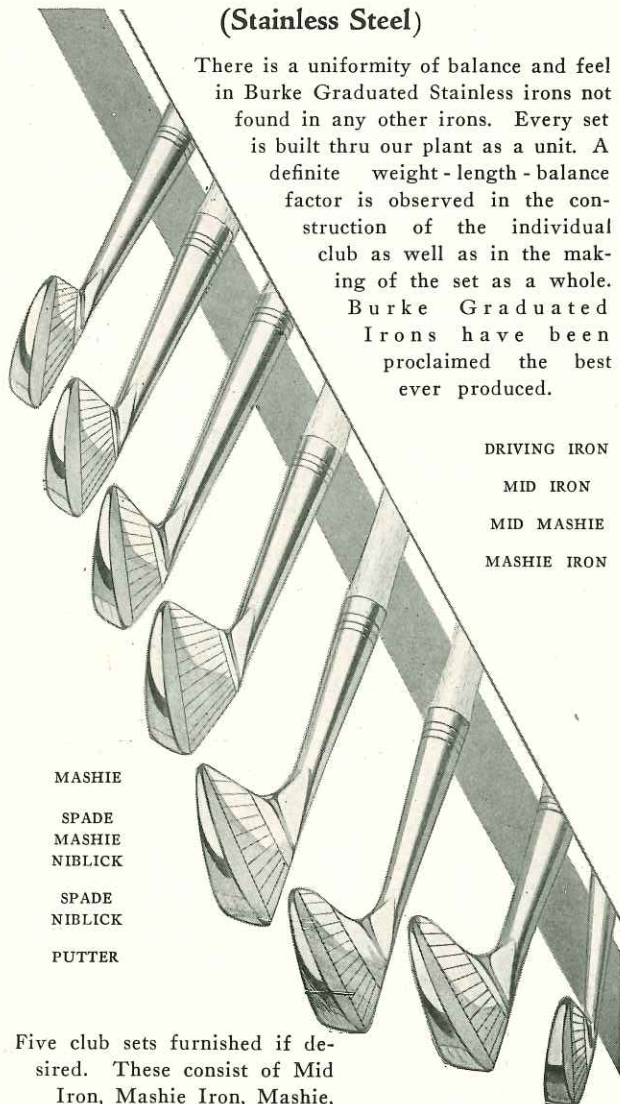 (Stainless Steel)
There is a uniformity of balance and feel
in Burke Graduated Stainless irons not
found in any other irons. Every set
is built thru our plant as a unit. A
definite weight - length - balance
factor is observed in the con-
struction of the individual
club as well as in the mak-
ing of the set as a whole.
Burke Graduated
Irons have been
proclaimed the best
ever produced.
DRIVING IRON
MID IRON
MID MASHIE
MASHIE IRON
MASHIE
SPADE
MASHIE
NIBLICK
SPADE
NIBLICK
PUTTER
Five club sets furnished if de-
sired. These consist of Mid
Iron, Mashie Iron, Mashie,